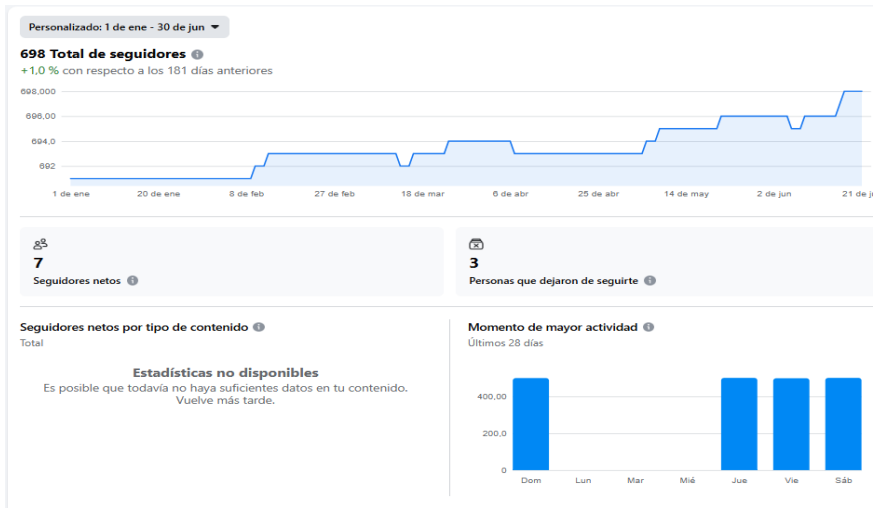 Personalizado: 1 de ene - 30 de jun
698 Total de seguidores
+1,0 % con respecto a los 181 días anteriores
698,000
696,00
694,0
692
1 de ene 20 de ene 8 de feb 27 de feb 18 de mar 6 de abr 25 de abr 14 de may 2 de jun 21 de j
7
Seguidores netos
3
Personas que dejaron de seguirte
Seguidores netos por tipo de contenido
Total
Estadísticas no disponibles
Es posible que todavía no haya suficientes datos en tu contenido.
Vuelve más tarde.
Momento de mayor actividad
Últimos 28 días
400,00
200,0
0
Dom Lun Mar Mié Jue Vie Sáb